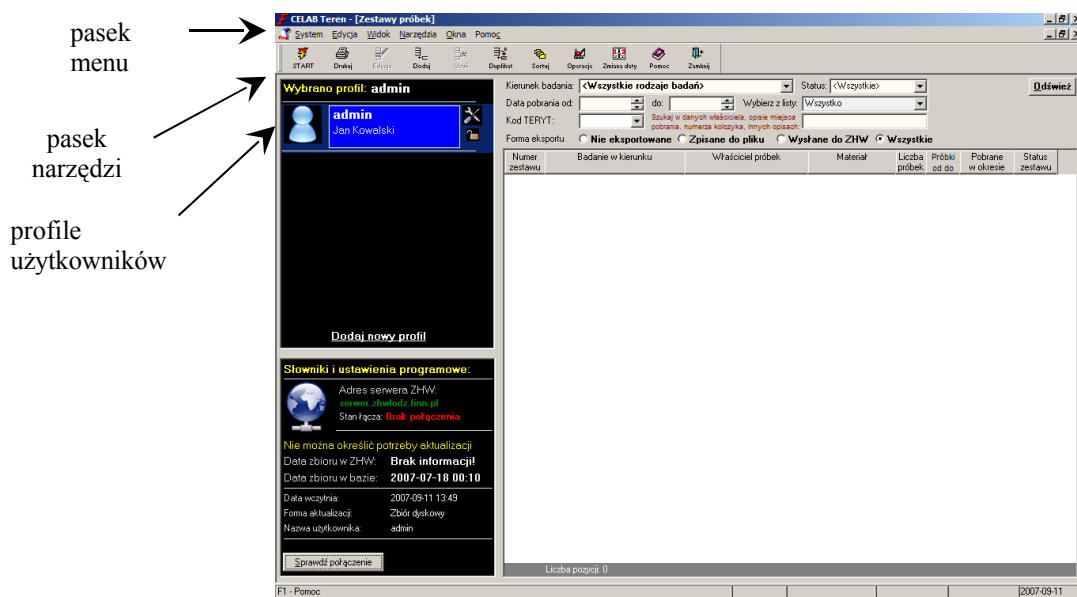 pasek
menu
pasek
narzędzi
profile
użytkowników
CELAB Teren - [Zestawy próbek]
System Edycja Widok Narzędzia Okna Pomoc
START Drukuj Edycja Dodaj Usuń Duplikat Sortuj Operacje Zmiana daty Pomoc Zamknij
Wybrano profil: admin
admin
Jan Kowalski
Dodaj nowy profil
Słowniki i ustawienia programowe:
Adres serwera ZHW:
serwer.zhwlodz.finn.pl
Stan łącza: Brak połączenia
Nie można określić potrzeby aktualizacji
Data zbioru w ZHW: Brak informacji!
Data zbioru w bazie: 2007-07-18 00:10
Data wczytnia: 2007-09-11 13:49
Forma aktualizacji: Zbiór dyskowy
Nazwa użytkownika: admin
Sprawdź połączenie
Kierunek badania: <Wszystkie rodzaje badań> Status: <Wszystkie> Odśwież
Data pobrania od: do: Wybierz z listy: Wszystko
Kod TERYT: Szukaj w danych właściciela, opisie miejsca
pobrania, numerze kolczyka, innych opisach:
Forma eksportu Nie eksportowane Zpisane do pliku Wysłane do ZHW Wszystkie
Numer zestawu Badanie w kierunku Właściciel próbek Materiał Liczba próbek Próbki od do Pobrane w okresie Status zestawu
Liczba pozycji: 0
F1 - Pomoc 2007-09-11